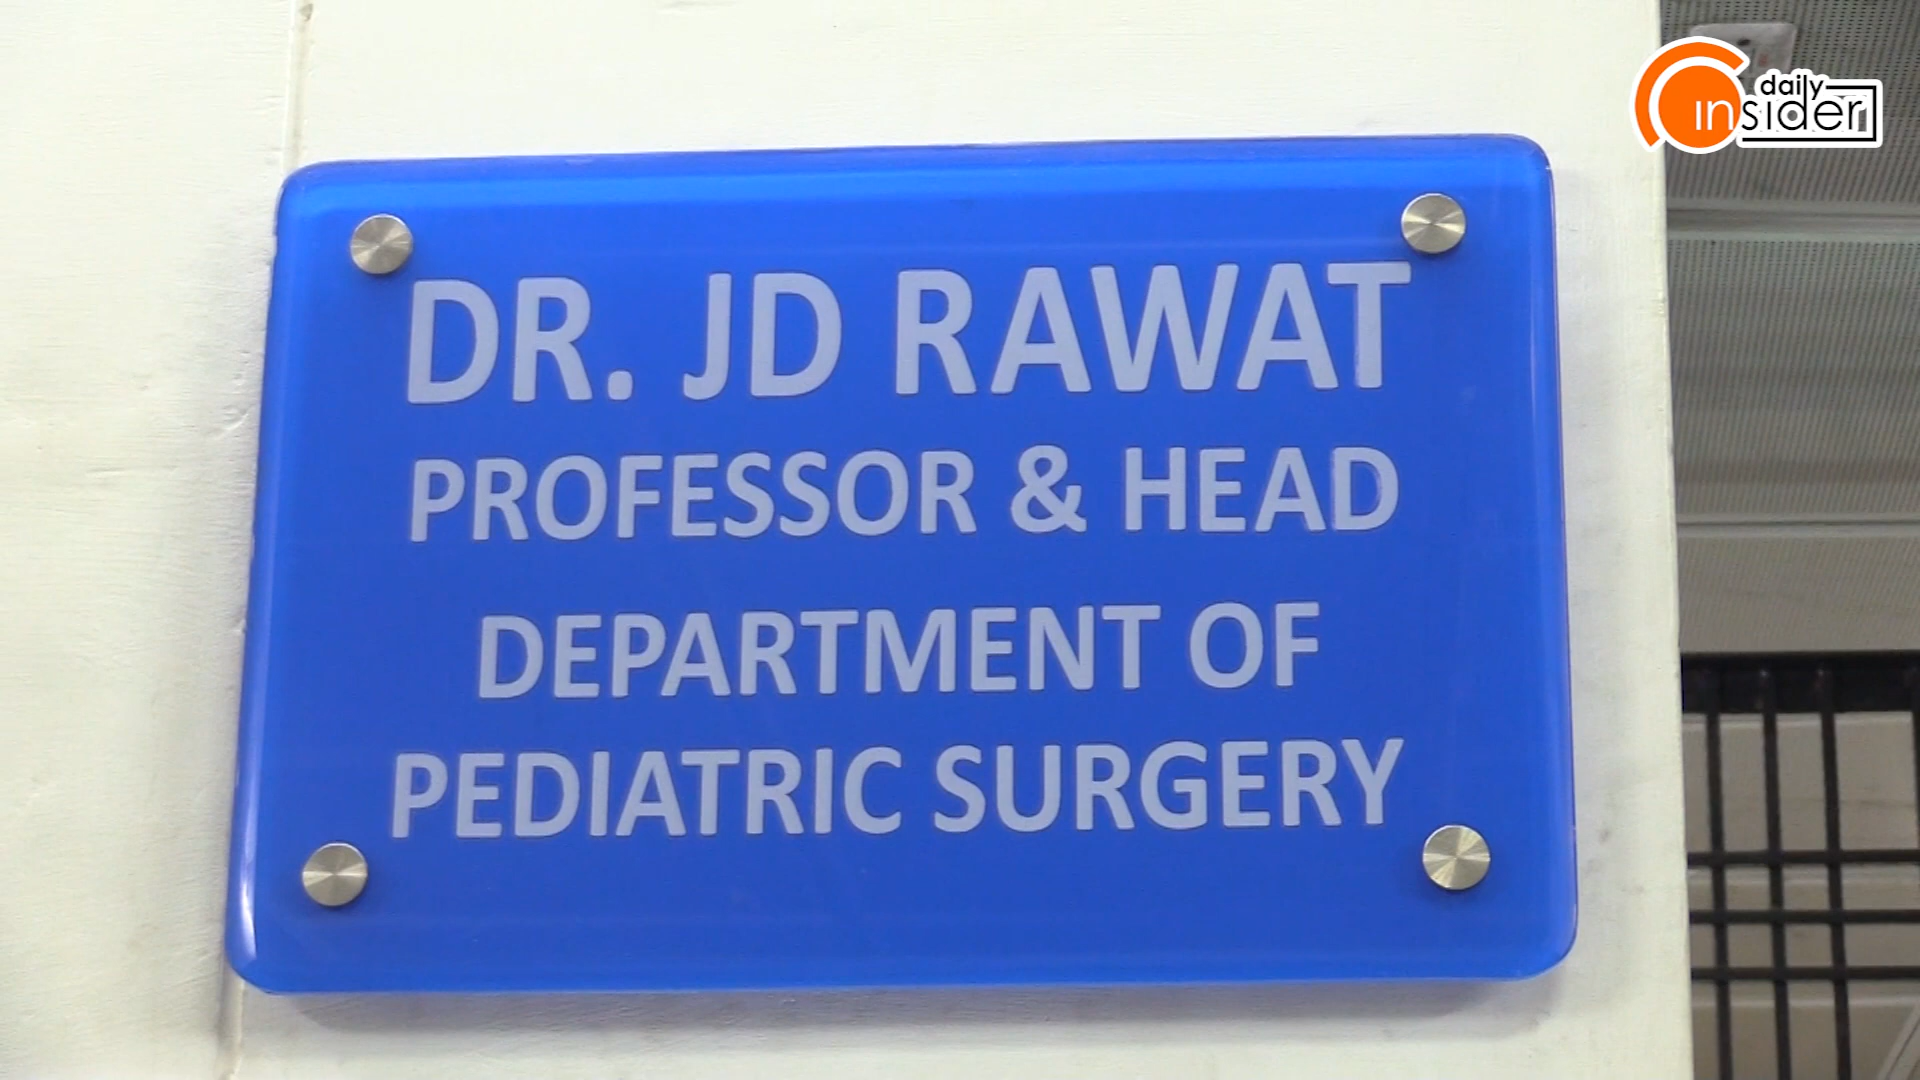 daily
insider
DR. JD RAWAT
PROFESSOR & HEAD
DEPARTMENT OF
PEDIATRIC SURGERY